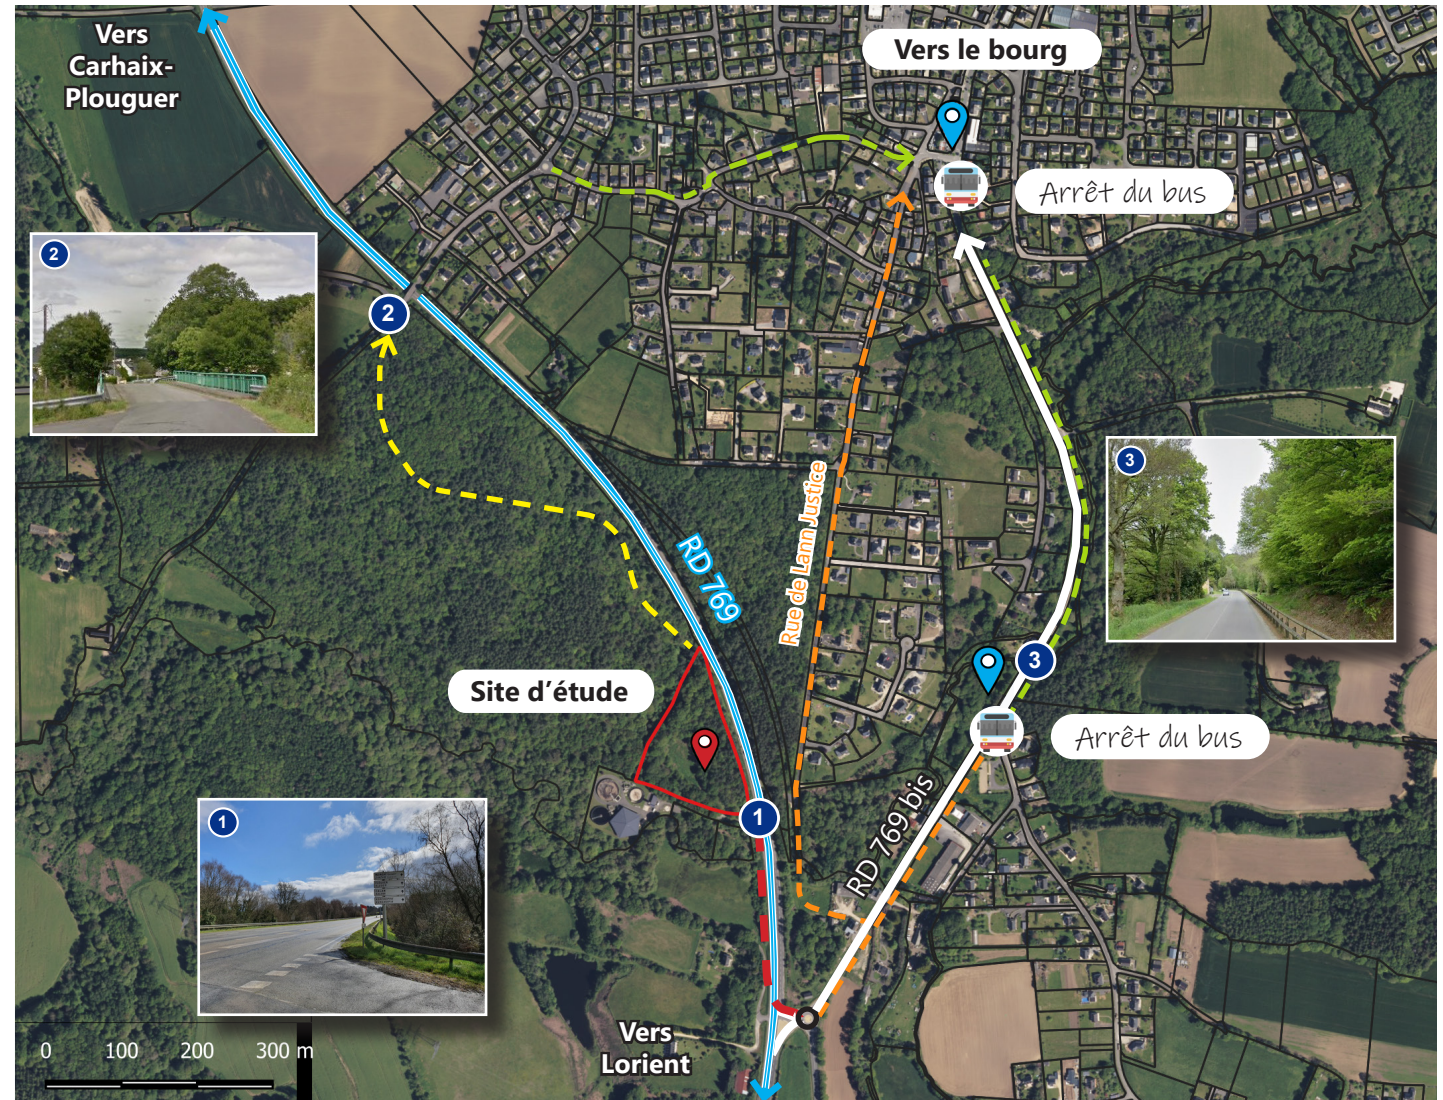 Vers
Carhaix-
Plouguer
Vers le bourg
Arrêt du bus
2
2
3
RD 769
Rue de Lann Justice
Site d'étude
3
Arrêt du bus
1
1
RD 769 bis
Vers
Lorient
0 100 200 300 m